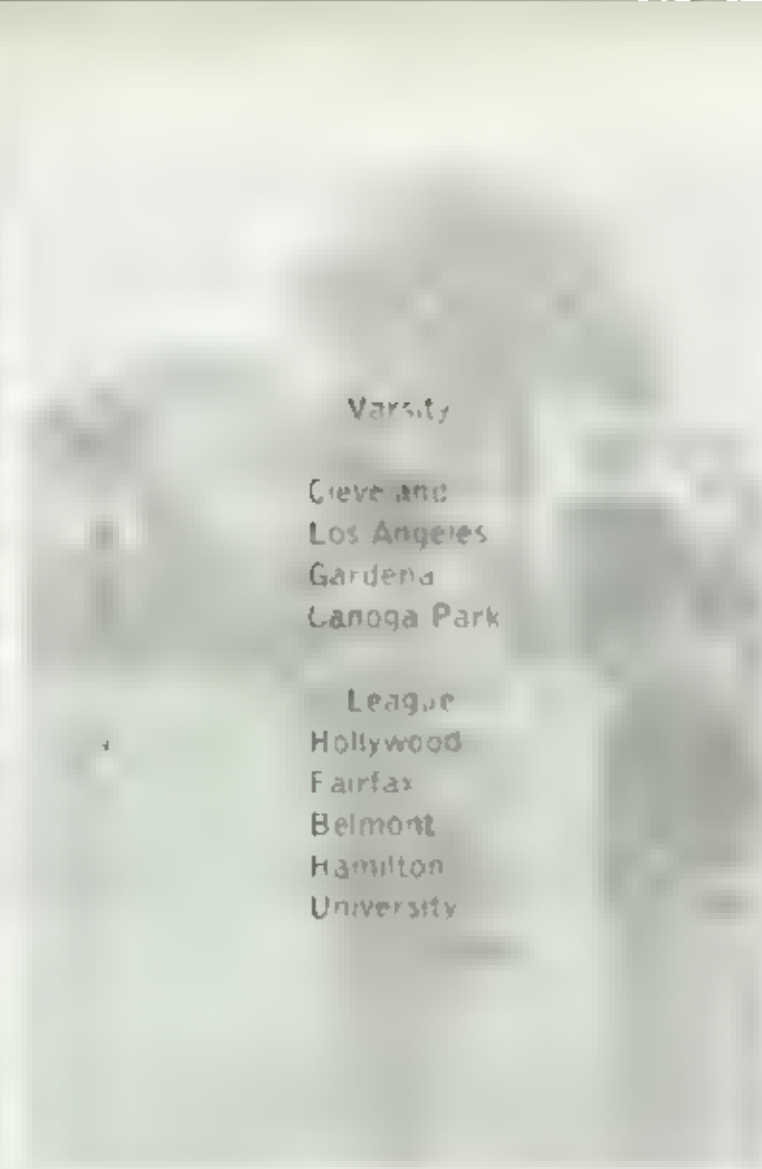 Varsity
Cleveland
Los Angeles
Gardena
Canoga Park
League
Hollywood
Fairfax
Belmont
Hamilton
University